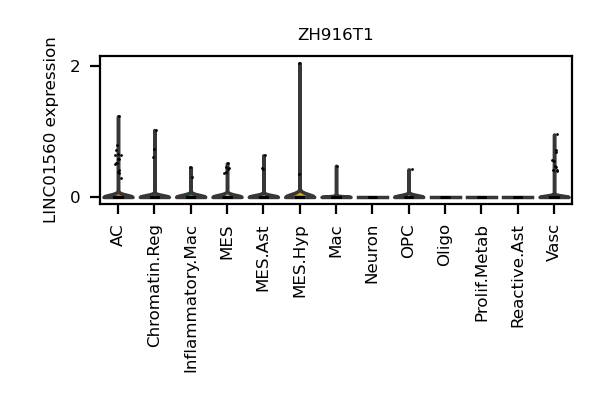 ZH916T1
LINC01560 expression
2
0
AC
Chromatin.Reg
Inflammatory.Mac
MES
MES.Ast
MES.Hyp
Mac
Neuron
OPC
Oligo
Prolif.Metab
Reactive.Ast
Vasc